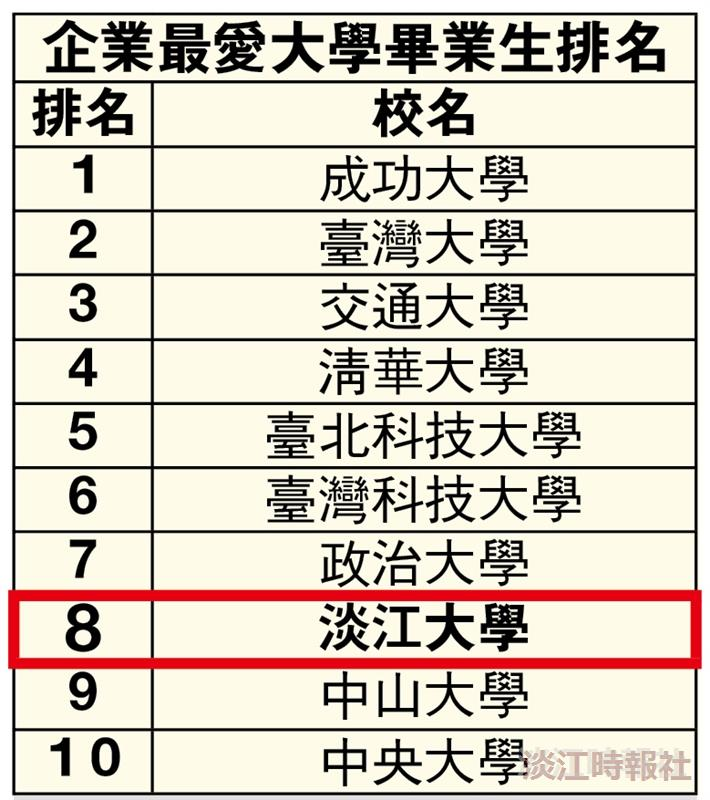 企業最愛大學畢業生排名
排名 校名
1 成功大學
2 臺灣大學
3 交通大學
4 清華大學
5 臺北科技大學
6 臺灣科技大學
7 政治大學
8 淡江大學
9 中山大學
10 中央大學
淡江時報社